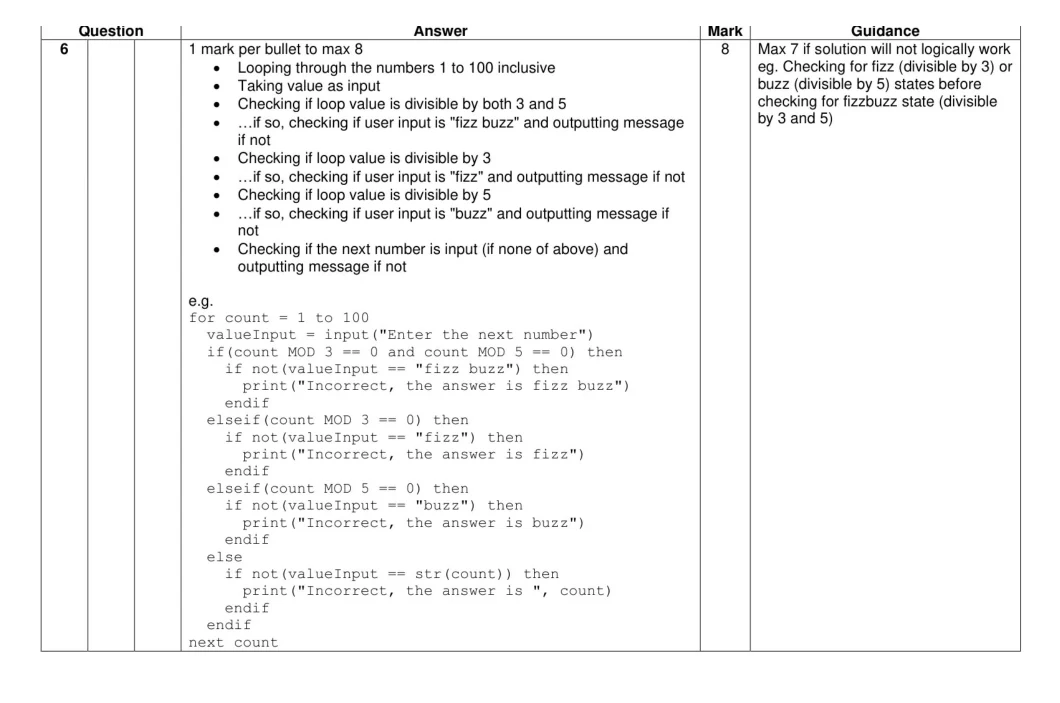 Question Answer Mark Guidance
6 1 mark per bullet to max 8 8 Max 7 if solution will not logically work
• Looping through the numbers 1 to 100 inclusive eg. Checking for fizz (divisible by 3) or
• Taking value as input buzz (divisible by 5) states before
• Checking if loop value is divisible by both 3 and 5 checking for fizzbuzz state (divisible
• …if so, checking if user input is "fizz buzz" and outputting message by 3 and 5)
if not
• Checking if loop value is divisible by 3
• …if so, checking if user input is "fizz" and outputting message if not
• Checking if loop value is divisible by 5
• …if so, checking if user input is "buzz" and outputting message if
not
• Checking if the next number is input (if none of above) and
outputting message if not
e.g.
for count = 1 to 100
  valueInput = input("Enter the next number")
  if(count MOD 3 == 0 and count MOD 5 == 0) then
    if not(valueInput == "fizz buzz") then
      print("Incorrect, the answer is fizz buzz")
    endif
  elseif(count MOD 3 == 0) then
    if not(valueInput == "fizz") then
      print("Incorrect, the answer is fizz")
    endif
  elseif(count MOD 5 == 0) then
    if not(valueInput == "buzz") then
      print("Incorrect, the answer is buzz")
    endif
  else
    if not(valueInput == str(count)) then
      print("Incorrect, the answer is ", count)
    endif
  endif
next count